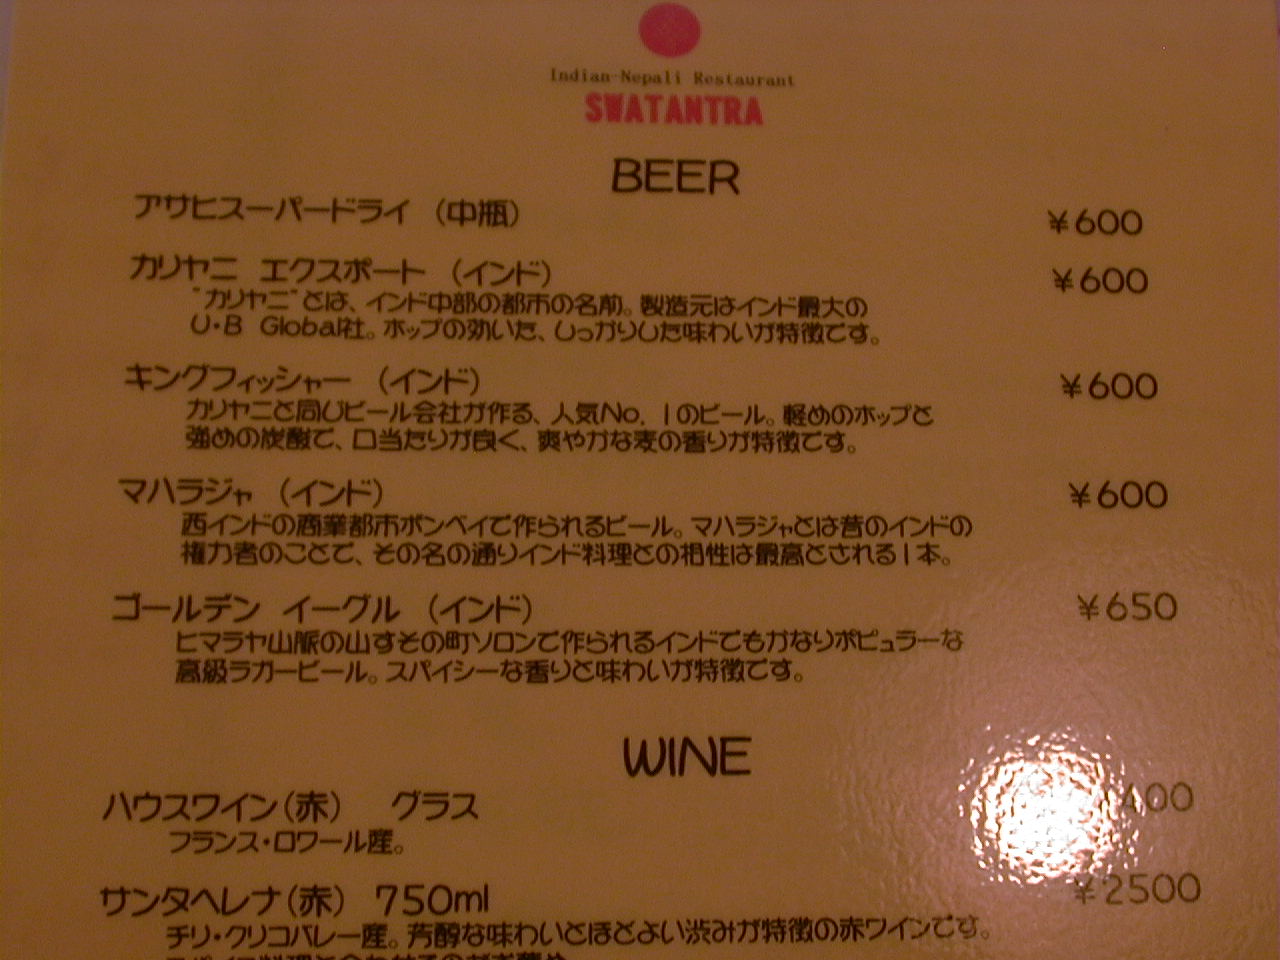 Indian-Nepali Restaurant
SWATANTRA
BEER
アサヒスーパードライ （中瓶） ￥600
カリヤニ エクスポート （インド） ￥600
“カリヤニ”とは、インド中部の都市の名前。製造元はインド最大の
U・B Global社。ホップの効いた、しっかりした味わいが特徴です。
キングフィッシャー （インド） ￥600
カリヤニと同じビール会社が作る、人気No.1のビール。軽めのホップと
強めの炭酸で、口当たりが良く、爽やかな麦の香りが特徴です。
マハラジャ （インド） ￥600
西インドの商業都市ボンベイで作られるビール。マハラジャとは昔のインドの
権力者のことで、その名の通りインド料理との相性は最高とされる1本。
ゴールデン イーグル （インド） ￥650
ヒマラヤ山脈の山すその町ソロンで作られるインドでもかなりポピュラーな
高級ラガービール。スパイシーな香りと味わいが特徴です。
WINE
ハウスワイン（赤） グラス 400
フランス・ロワール産。
サンタヘレナ（赤） 750ml ￥2500
チリ・クリコバレー産。芳醇な味わいとほどよい渋みが特徴の赤ワインです。